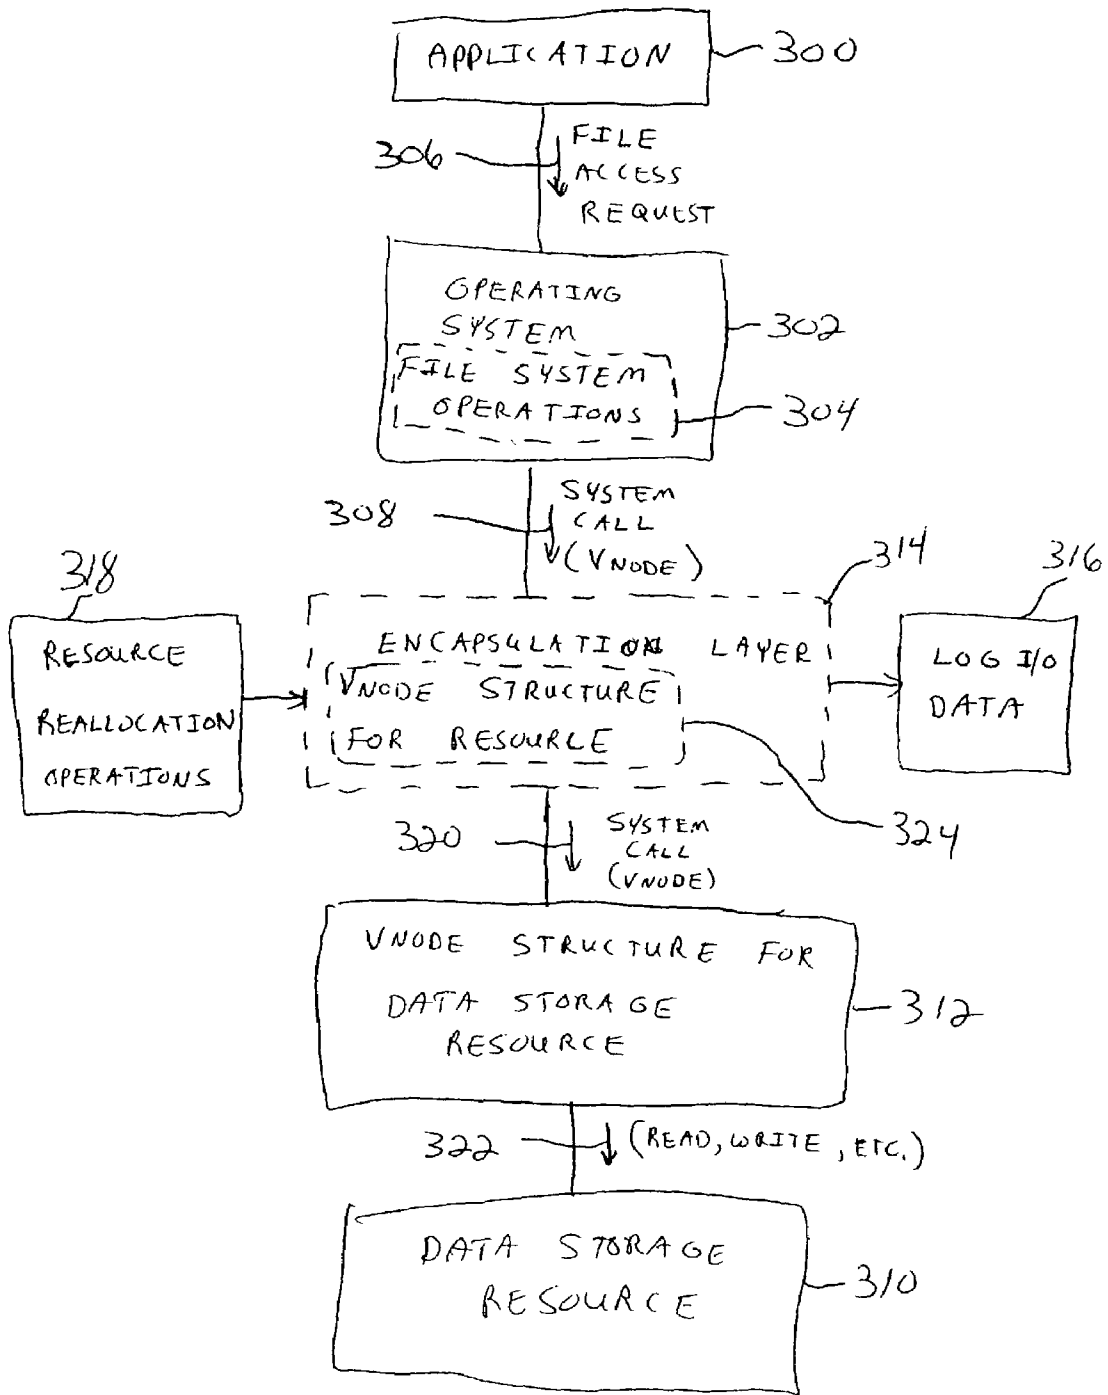 APPLICATION
300
306
FILE
ACCESS
REQUEST
OPERATING
SYSTEM
302
FILE SYSTEM
OPERATIONS
304
308
SYSTEM
CALL
(VNODE)
314
316
318
RESOURCE
REALLOCATION
OPERATIONS
ENCAPSULATION LAYER
VNODE STRUCTURE
FOR RESOURCE
LOG I/O
DATA
324
320
SYSTEM
CALL
(VNODE)
VNODE STRUCTURE FOR
DATA STORAGE
RESOURCE
312
322
(READ, WRITE, ETC.)
DATA STORAGE
RESOURCE
310